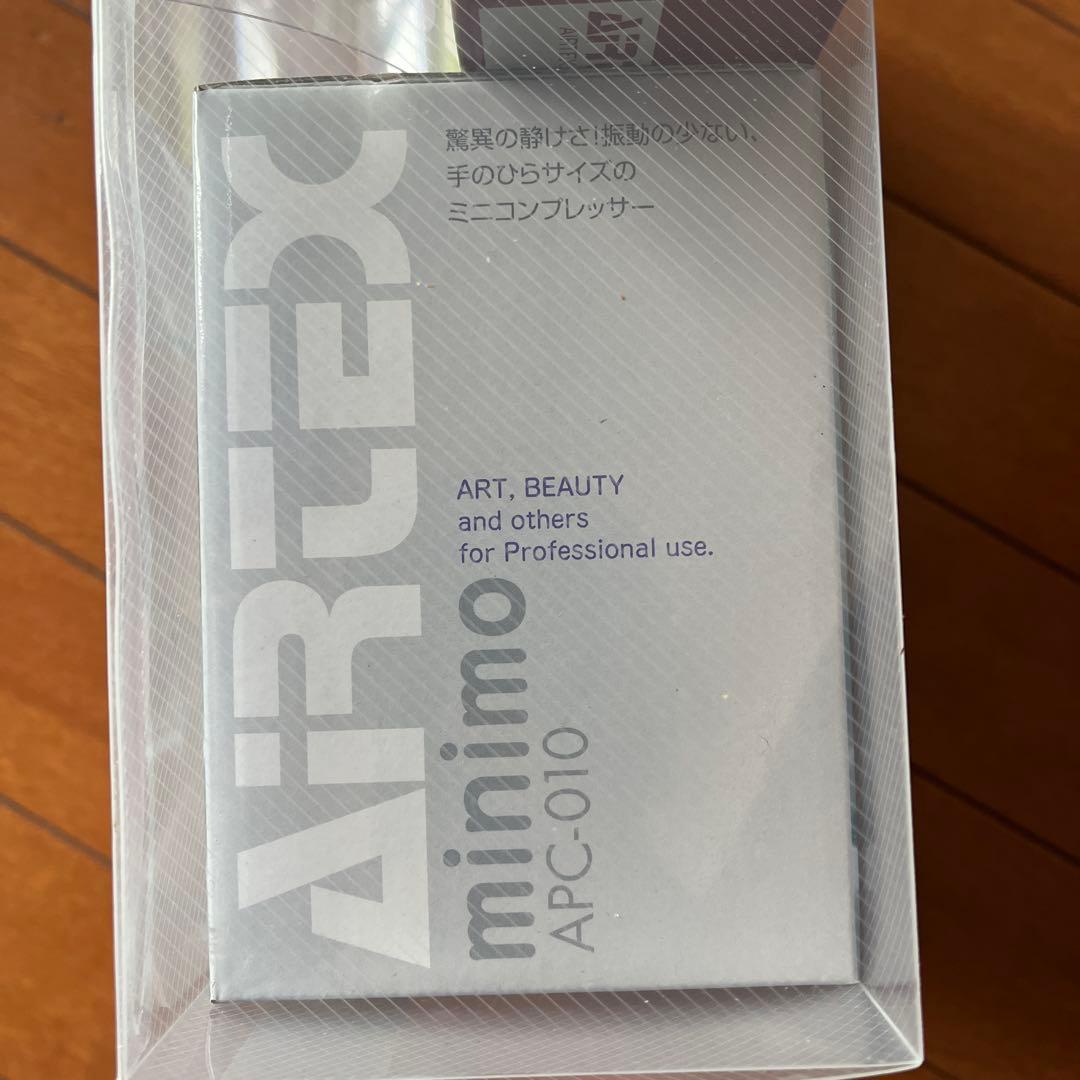 AIRTEX
驚異の静けさ!振動の少ない、
手のひらサイズの
ミニコンプレッサー
ART, BEAUTY
and others
for Professional use.
minimo
APC-010